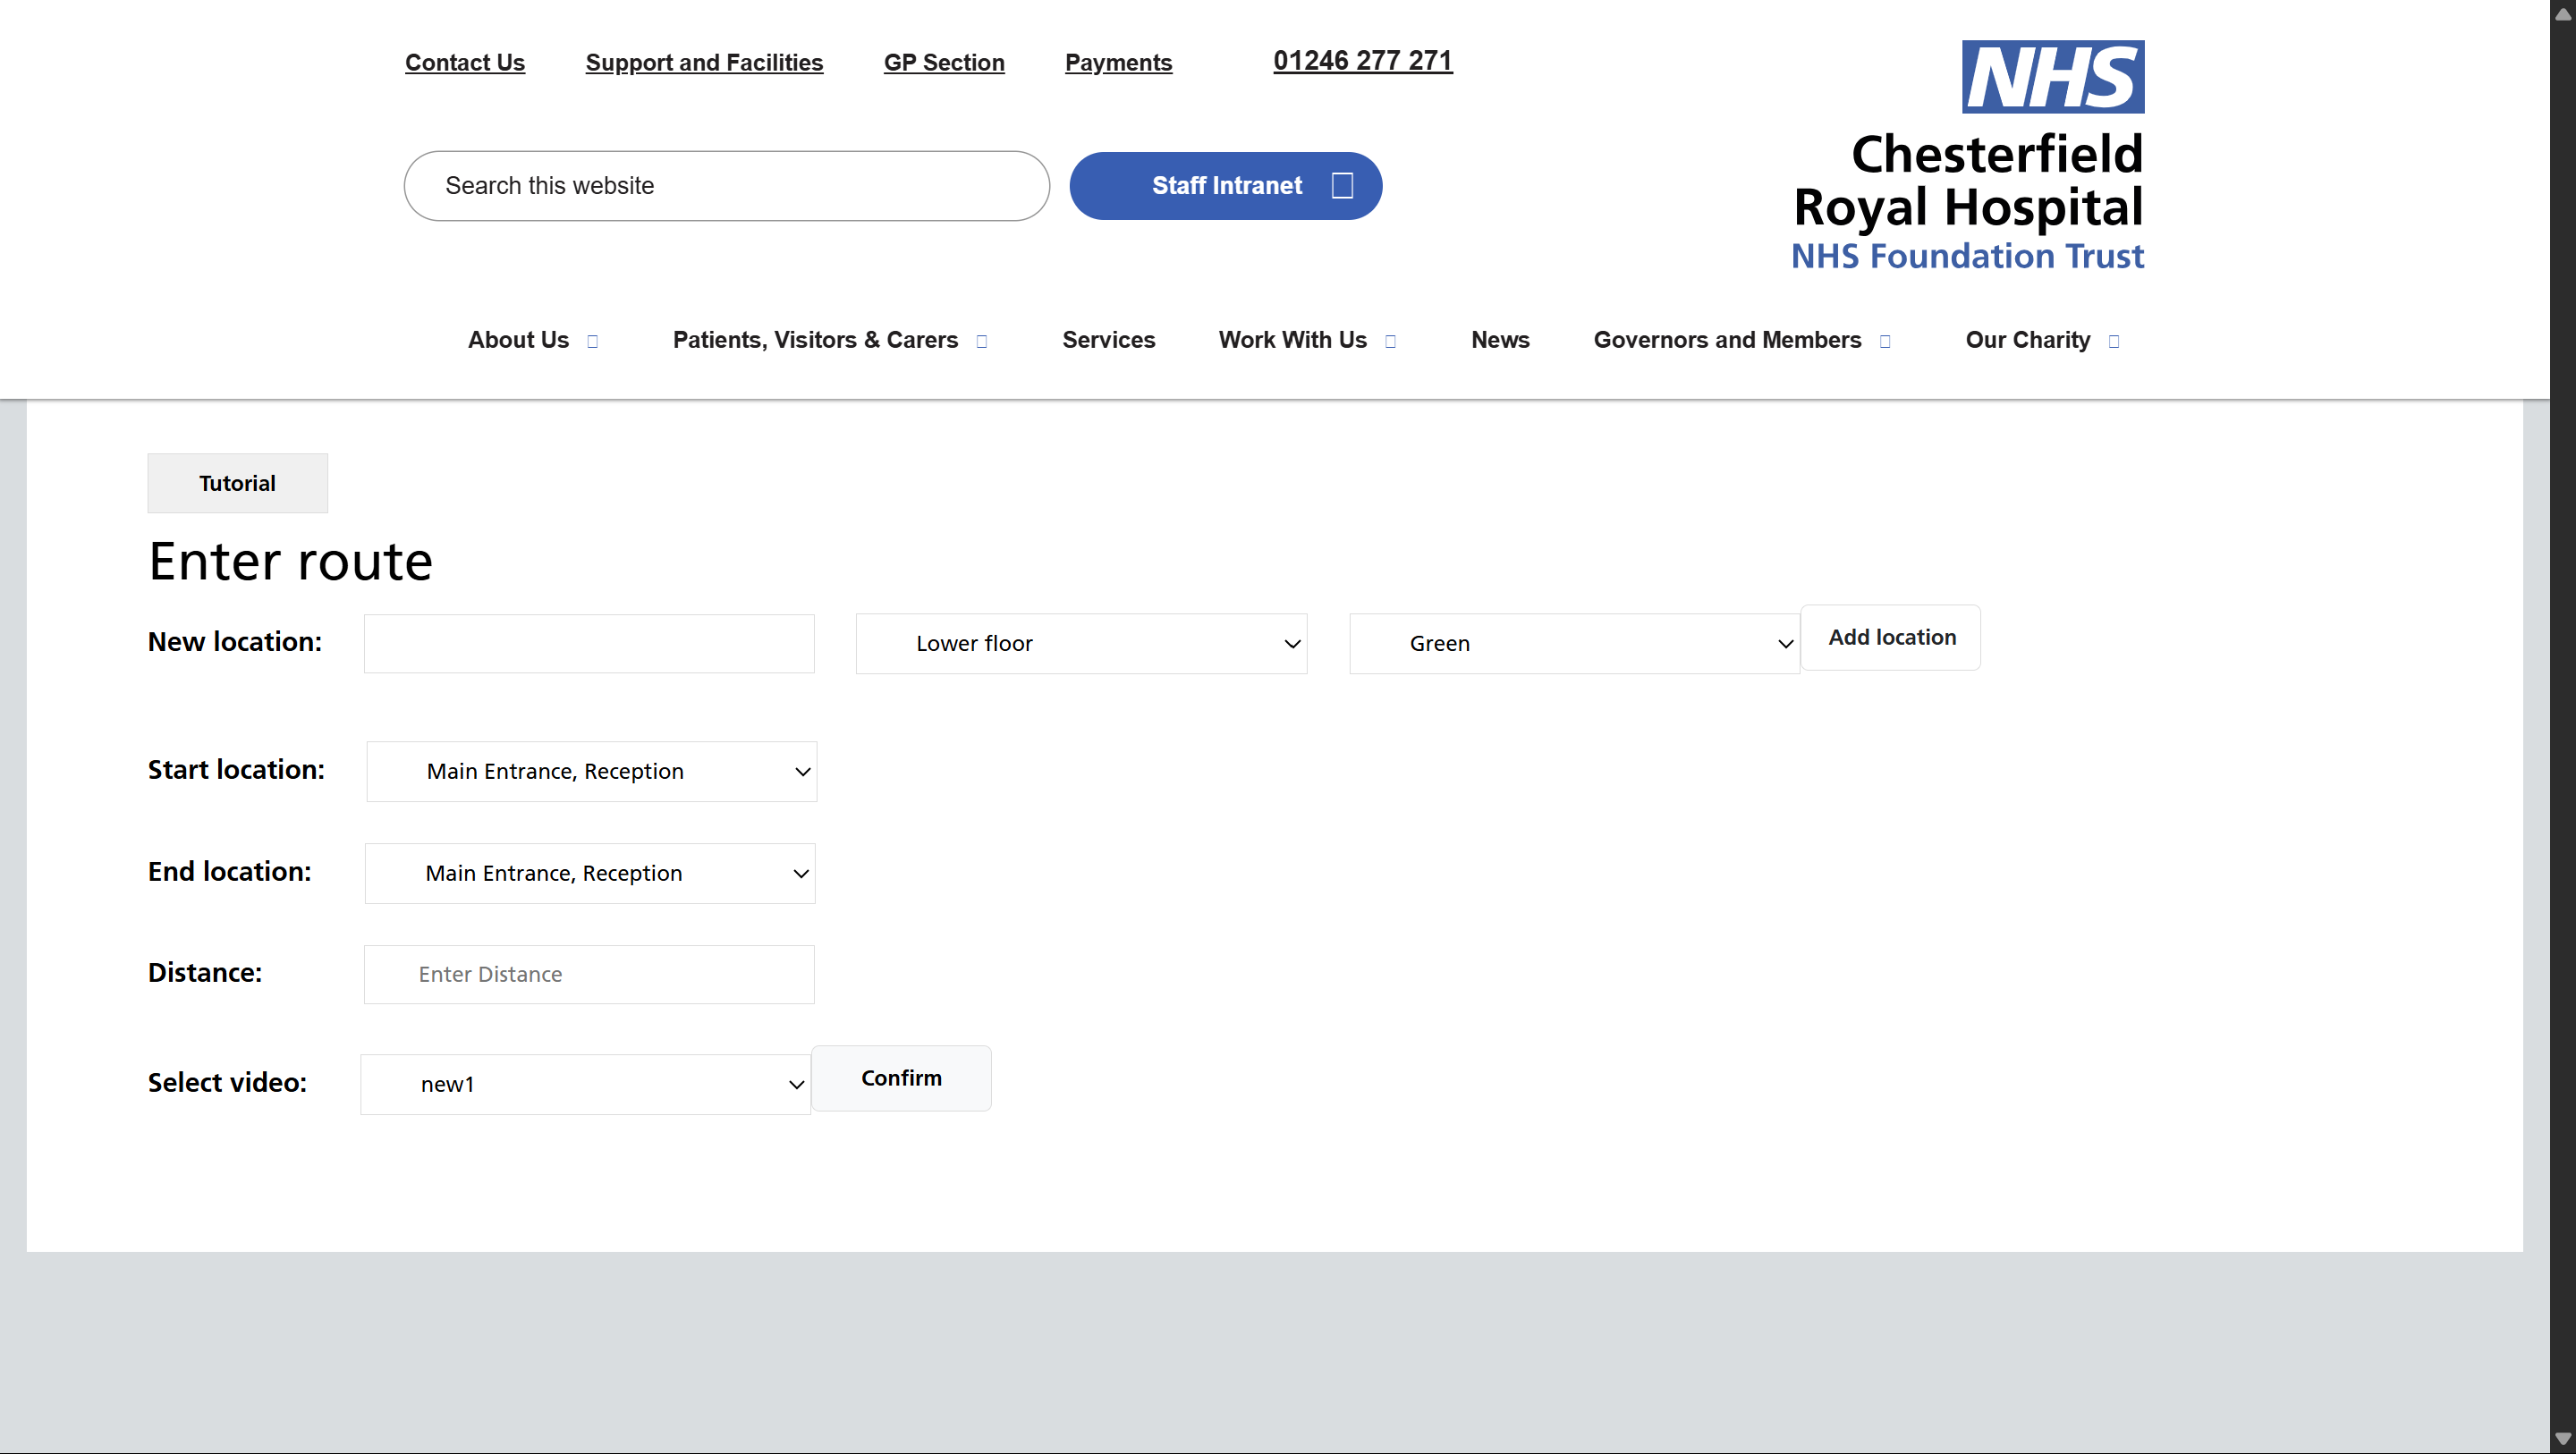 Contact Us Support and Facilities GP Section Payments 01246 277 271
NHS
Search this website Staff Intranet
Chesterfield
Royal Hospital
NHS Foundation Trust
About Us Patients, Visitors & Carers Services Work With Us News Governors and Members Our Charity
Tutorial
Enter route
New location: Lower floor Green Add location
Start location: Main Entrance, Reception
End location: Main Entrance, Reception
Distance: Enter Distance
Select video: new1 Confirm